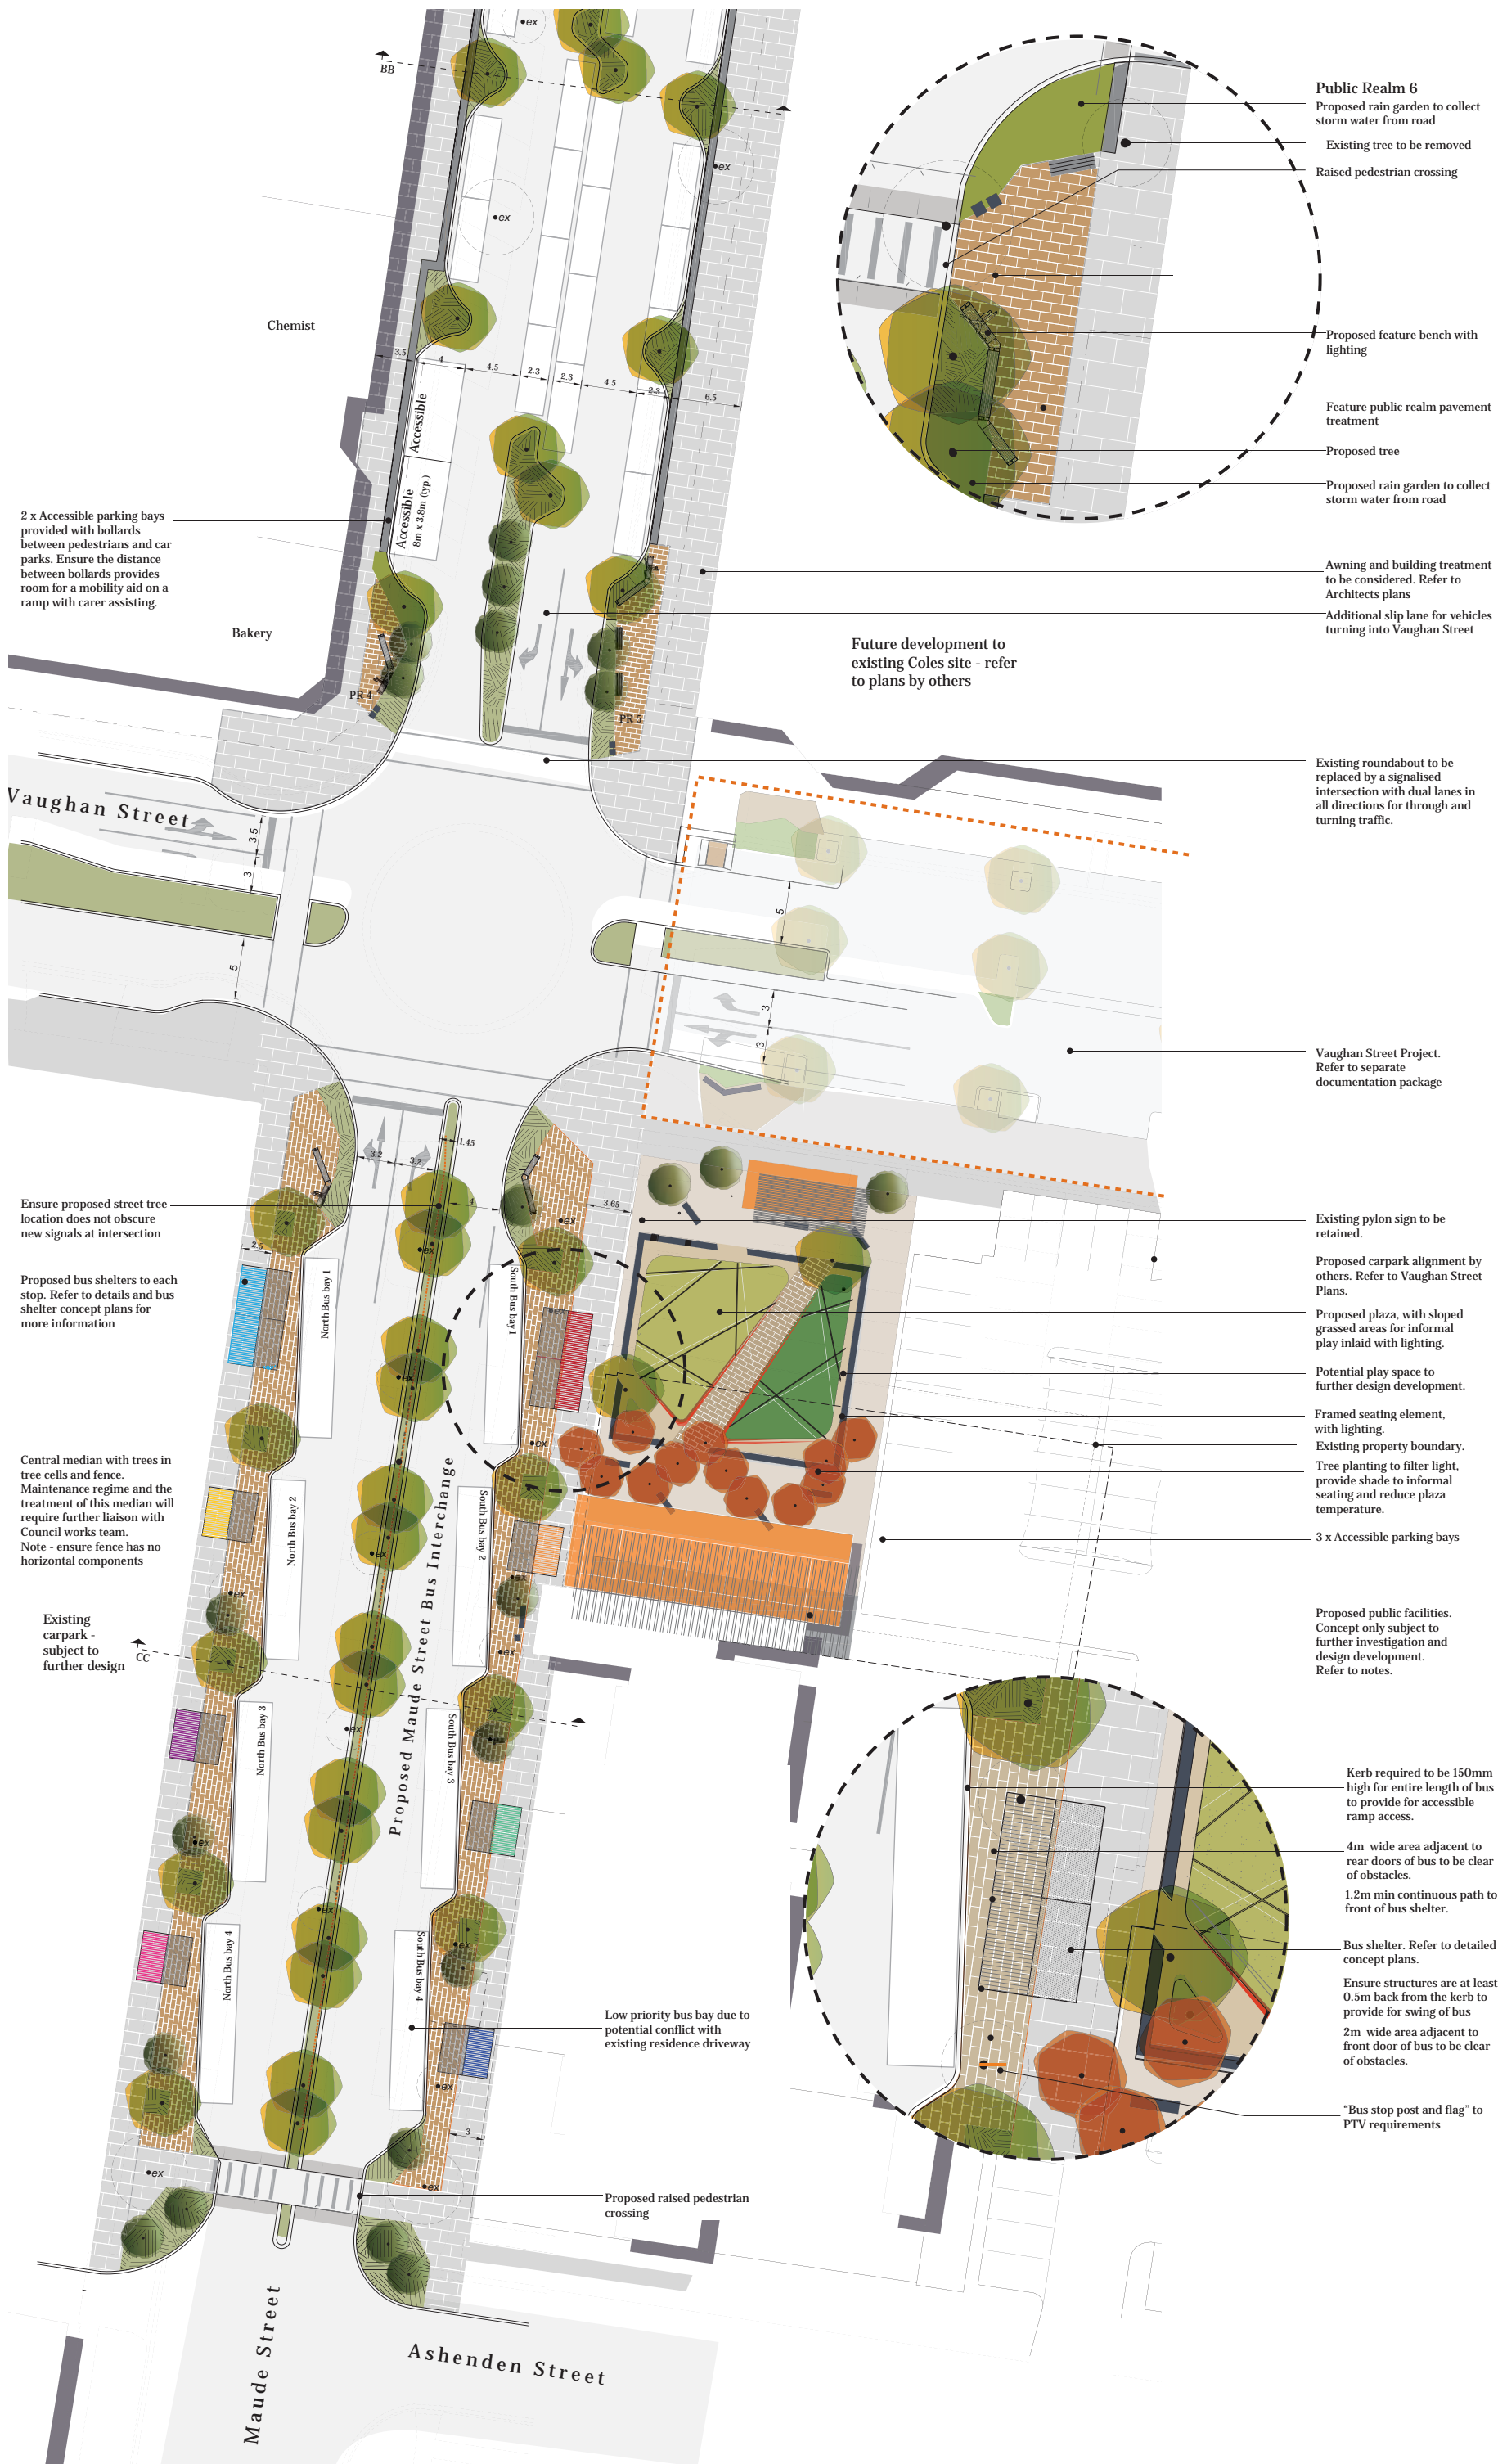 ex
BB
ex
ex
Public Realm 6
Proposed rain garden to collect
storm water from road
Existing tree to be removed
Raised pedestrian crossing
Proposed feature bench with
lighting
Feature public realm pavement
treatment
Proposed tree
Proposed rain garden to collect
storm water from road
Chemist
3.5
4
4.5
2.3
2.3
4.5
2.3
6.5
Accessible
Accessible
8m x 3.8m (typ.)
2 x Accessible parking bays
provided with bollards
between pedestrians and car
parks. Ensure the distance
between bollards provides
room for a mobility aid on a
ramp with carer assisting.
Bakery
Awning and building treatment
to be considered. Refer to
Architects plans
Additional slip lane for vehicles
turning into Vaughan Street
Future development to
existing Coles site - refer
to plans by others
PR 4
PR 5
Existing roundabout to be
replaced by a signalised
intersection with dual lanes in
all directions for through and
turning traffic.
Vaughan Street
3.5
3
5
5
3
3
Vaughan Street Project.
Refer to separate
documentation package
1.45
3.2
3.2
4
3.65
ex
Ensure proposed street tree
location does not obscure
new signals at intersection
2.5
ex
Existing pylon sign to be
retained.
Proposed carpark alignment by
others. Refer to Vaughan Street
Plans.
Proposed bus shelters to each
stop. Refer to details and bus
shelter concept plans for
more information
North Bus bay 1
South Bus bay 1
ex
Proposed plaza, with sloped
grassed areas for informal
play inlaid with lighting.
Potential play space to
further design development.
ex
Framed seating element,
with lighting.
Existing property boundary.
Tree planting to filter light,
provide shade to informal
seating and reduce plaza
temperature.
ex
Central median with trees in
tree cells and fence.
Maintenance regime and the
treatment of this median will
require further liaison with
Council works team.
Note - ensure fence has no
horizontal components
North Bus bay 2
South Bus bay 2
Proposed Maude Street Bus Interchange
3 x Accessible parking bays
ex
ex
ex
Existing
carpark -
subject to
further design
CC
ex
Proposed public facilities.
Concept only subject to
further investigation and
design development.
Refer to notes.
North Bus bay 3
South Bus bay 3
ex
ex
Kerb required to be 150mm
high for entire length of bus
to provide for accessible
ramp access.
4m wide area adjacent to
rear doors of bus to be clear
of obstacles.
1.2m min continuous path to
front of bus shelter.
Bus shelter. Refer to detailed
concept plans.
Ensure structures are at least
0.5m back from the kerb to
provide for swing of bus
2m wide area adjacent to
front door of bus to be clear
of obstacles.
"Bus stop post and flag" to
PTV requirements
ex
North Bus bay 4
South Bus bay 4
ex
Low priority bus bay due to
potential conflict with
existing residence driveway
ex
3
ex
ex
Proposed raised pedestrian
crossing
Maude Street
Ashenden Street